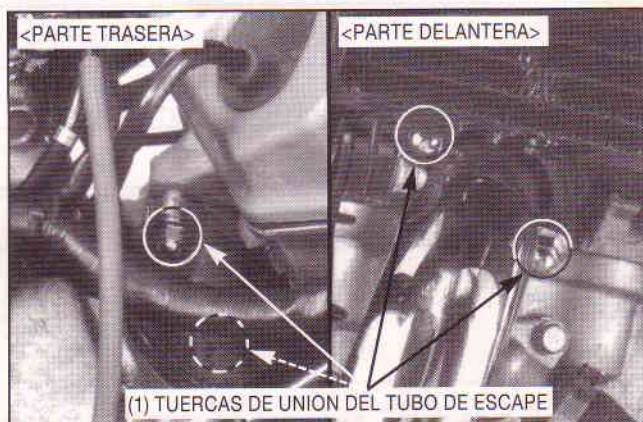 <PARTE TRASERA>
<PARTE DELANTERA>
(1) TUERCAS DE UNION DEL TUBO DE ESCAPE